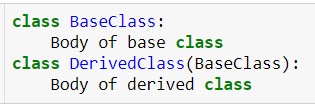 class BaseClass:
    Body of base class
class DerivedClass(BaseClass):
    Body of derived class